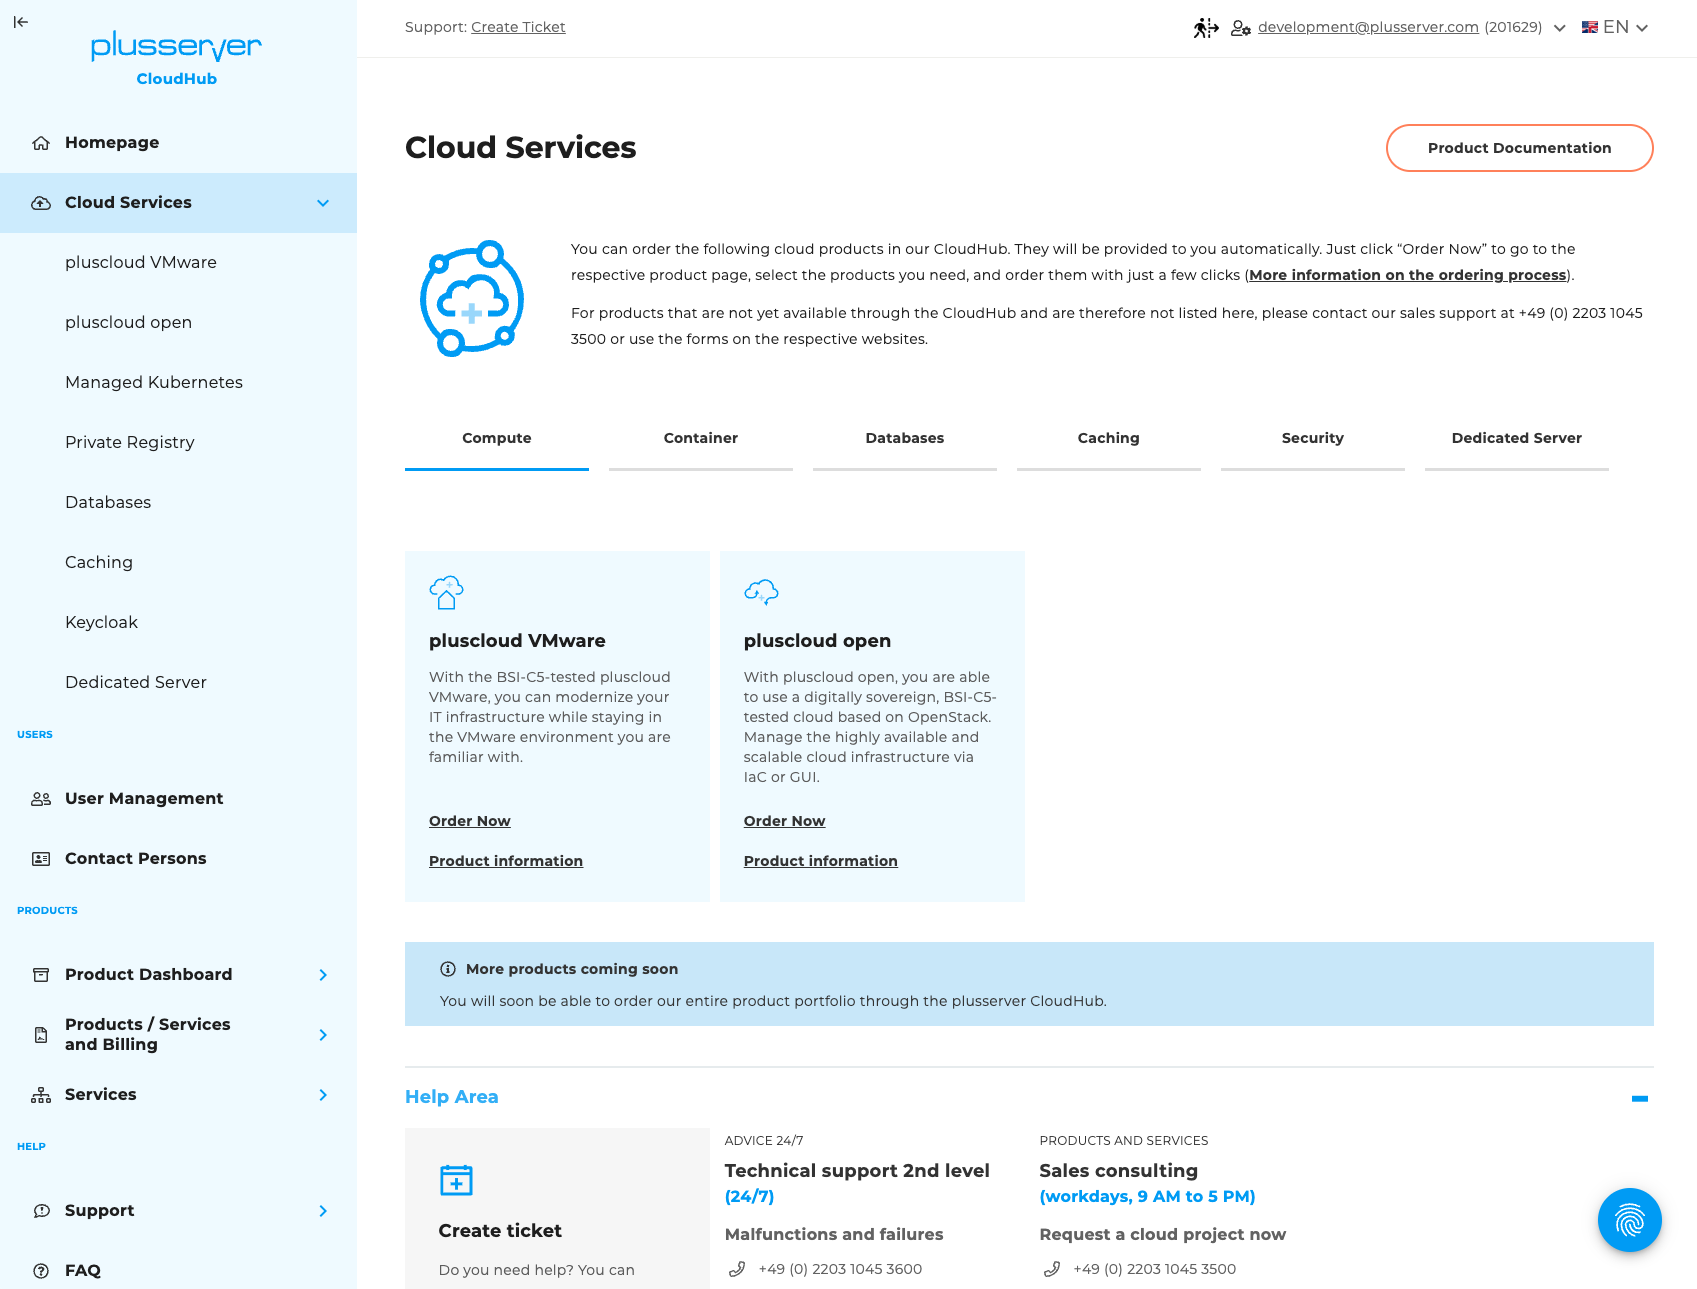 plusserver
CloudHub
Homepage
Cloud Services
pluscloud VMware
pluscloud open
Managed Kubernetes
Private Registry
Databases
Caching
Keycloak
Dedicated Server
USERS
User Management
Contact Persons
PRODUCTS
Product Dashboard
Products / Services
and Billing
Services
HELP
Support
FAQ
Support: Create Ticket
development@plusserver.com (201629)
EN
Cloud Services
Product Documentation
You can order the following cloud products in our CloudHub. They will be provided to you automatically. Just click “Order Now” to go to the
respective product page, select the products you need, and order them with just a few clicks (More information on the ordering process).
For products that are not yet available through the CloudHub and are therefore not listed here, please contact our sales support at +49 (0) 2203 1045
3500 or use the forms on the respective websites.
Compute
Container
Databases
Caching
Security
Dedicated Server
pluscloud VMware
With the BSI-C5-tested pluscloud
VMware, you can modernize your
IT infrastructure while staying in
the VMware environment you are
familiar with.
Order Now
Product information
pluscloud open
With pluscloud open, you are able
to use a digitally sovereign, BSI-C5-
tested cloud based on OpenStack.
Manage the highly available and
scalable cloud infrastructure via
IaC or GUI.
Order Now
Product information
More products coming soon
You will soon be able to order our entire product portfolio through the plusserver CloudHub.
Help Area
Create ticket
Do you need help? You can
ADVICE 24/7
Technical support 2nd level
(24/7)
Malfunctions and failures
+49 (0) 2203 1045 3600
PRODUCTS AND SERVICES
Sales consulting
(workdays, 9 AM to 5 PM)
Request a cloud project now
+49 (0) 2203 1045 3500